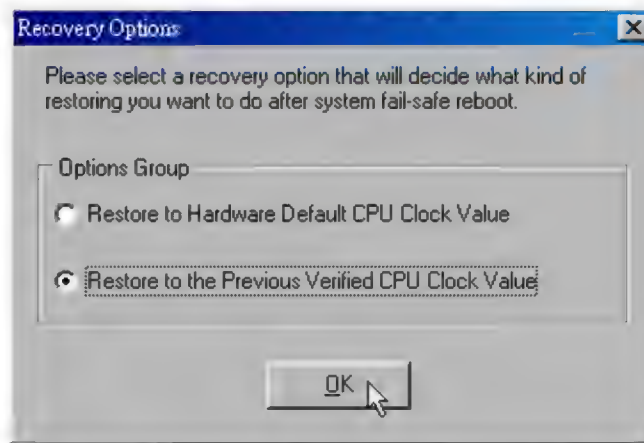 Recovery Options
Please select a recovery option that will decide what kind of
restoring you want to do after system fail-safe reboot.
Options Group
Restore to Hardware Default CPU Clock Value
Restore to the Previous Verified CPU Clock Value
OK